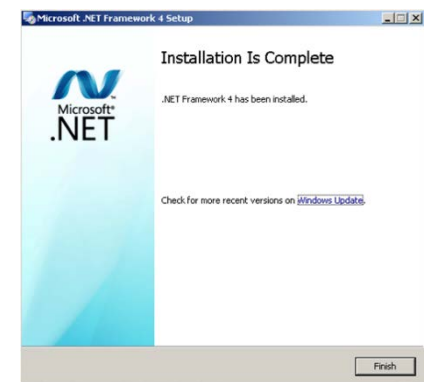 Microsoft .NET Framework 4 Setup
Installation Is Complete
Microsoft®
.NET
.NET Framework 4 has been installed.
Check for more recent versions on Windows Update.
Finish